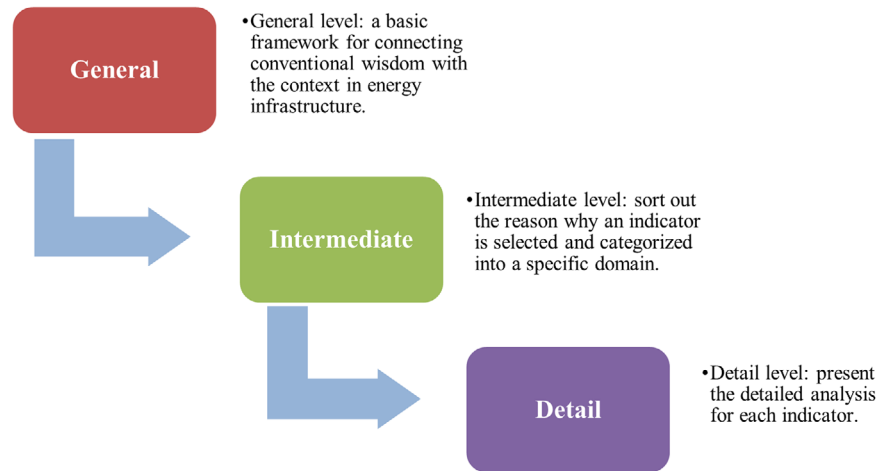 General
•General level: a basic
framework for connecting
conventional wisdom with
the context in energy
infrastructure.
Intermediate
•Intermediate level: sort out
the reason why an indicator
is selected and categorized
into a specific domain.
Detail
•Detail level: present
the detailed analysis
for each indicator.